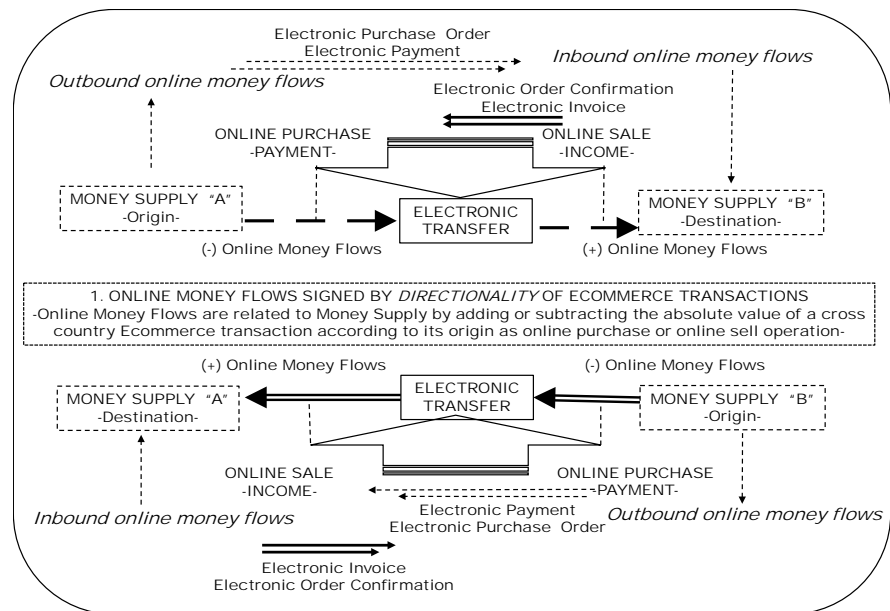 Electronic Purchase Order
Electronic Payment
Inbound online money flows
Outbound online money flows
Electronic Order Confirmation
Electronic Invoice
ONLINE PURCHASE
-PAYMENT-
ONLINE SALE
-INCOME-
MONEY SUPPLY "A"
-Origin-
ELECTRONIC
TRANSFER
MONEY SUPPLY "B"
-Destination-
(-) Online Money Flows
(+) Online Money Flows
1. ONLINE MONEY FLOWS SIGNED BY DIRECTIONALITY OF ECOMMERCE TRANSACTIONS
-Online Money Flows are related to Money Supply by adding or subtracting the absolute value of a cross
country Ecommerce transaction according to its origin as online purchase or online sell operation-
(+) Online Money Flows
(-) Online Money Flows
MONEY SUPPLY "A"
-Destination-
ELECTRONIC
TRANSFER
MONEY SUPPLY "B"
-Origin-
ONLINE SALE
-INCOME-
ONLINE PURCHASE
-PAYMENT-
Electronic Payment
Electronic Purchase Order
Inbound online money flows
Outbound online money flows
Electronic Invoice
Electronic Order Confirmation